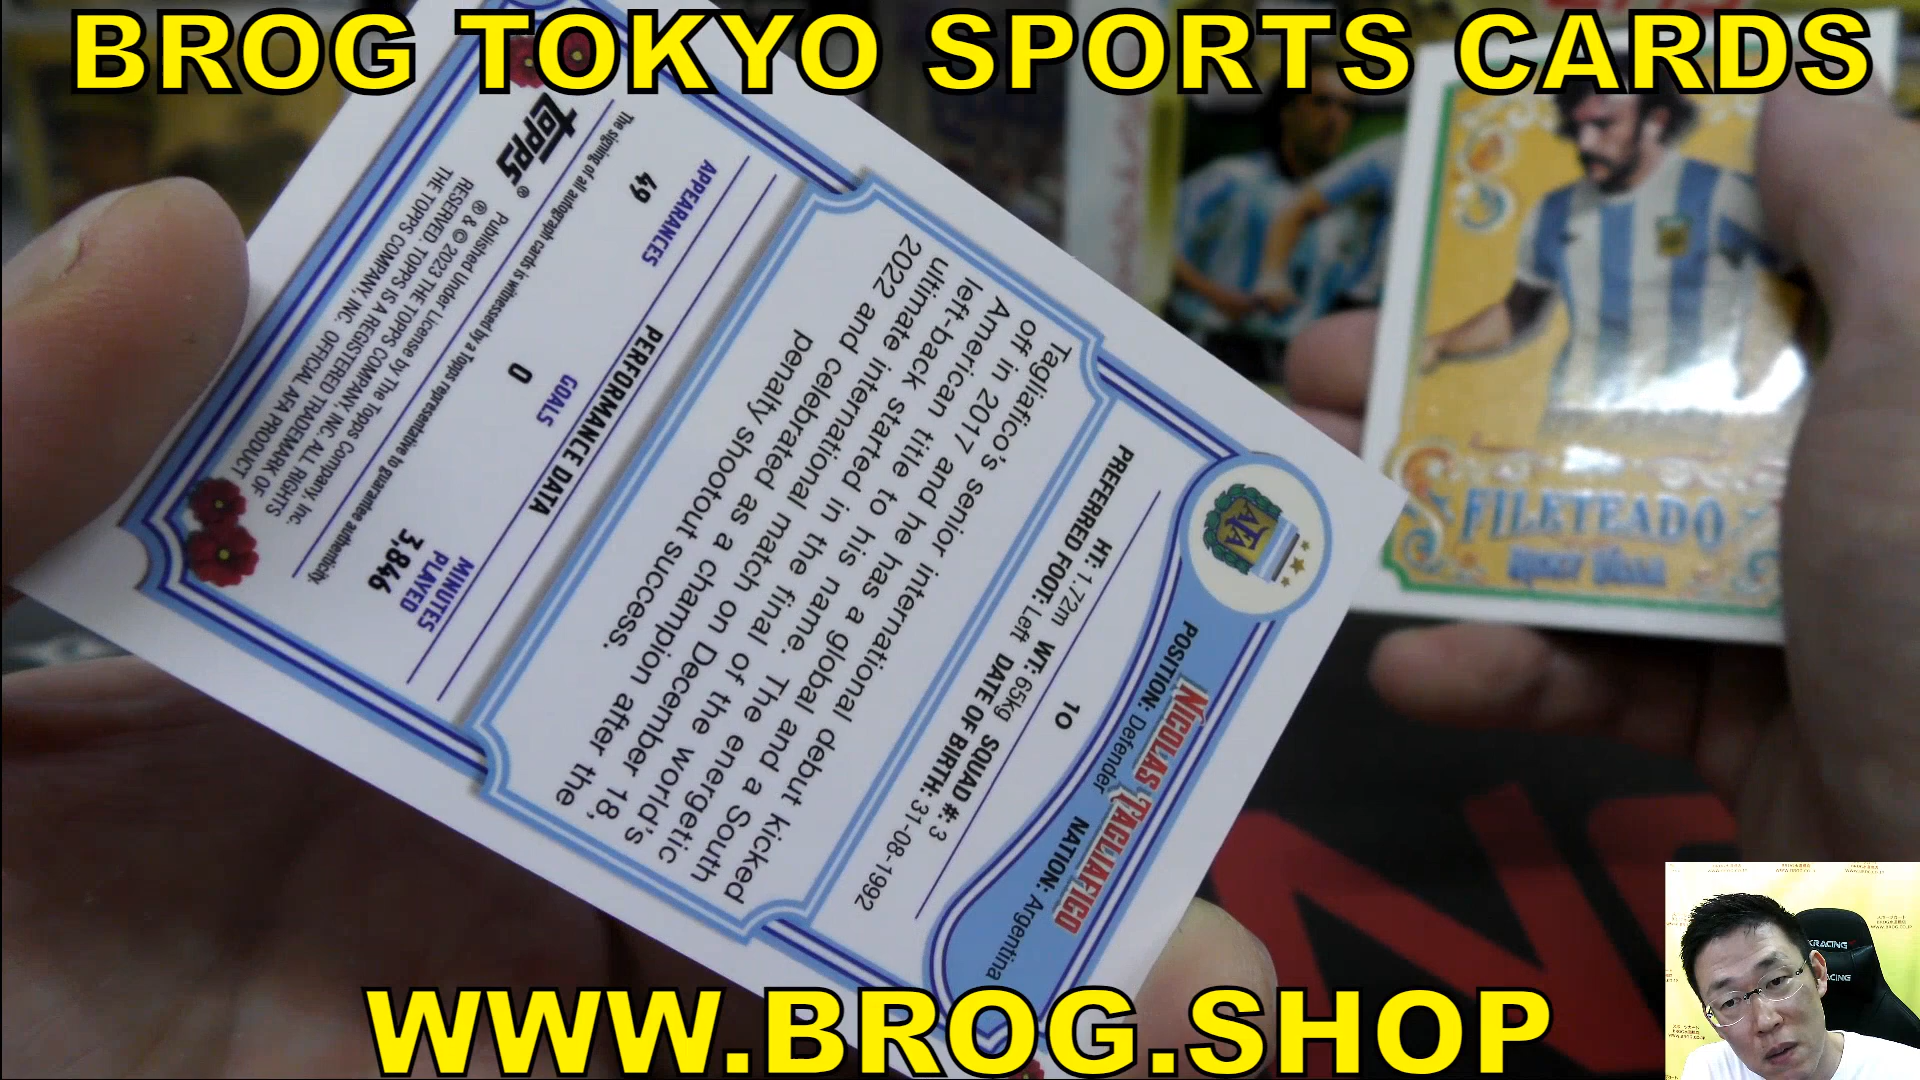 BROG TOKYO SPORTS CARDS
NICOLAS TAGLIAFICO
POSITION: Defender NATION: Argentina
10
HT: 1.72m WT: 65kg SQUAD #: 3
PREFERRED FOOT: Left DATE OF BIRTH: 31-08-1992
AFA
Tagliafico's senior international debut kicked
off in 2017 and he has a global and a South
American title to his name. The energetic
left-back started in the final of the world's
ultimate international match on December 18,
2022 and celebrated as a champion after the
penalty shootout success.
PERFORMANCE DATA
APPEARANCES GOALS MINUTES
PLAYED
49 0 3,846
The signing of all autograph cards is witnessed by a Topps representative to guarantee authenticity.
TOPPS®
Published Under License by The Topps Company, Inc.
® & © 2023 THE TOPPS COMPANY, INC. ALL RIGHTS
RESERVED. TOPPS IS A REGISTERED TRADEMARK OF
THE TOPPS COMPANY, INC. OFFICIAL AFA PRODUCT
FILETEADO
WWW.BROG.SHOP